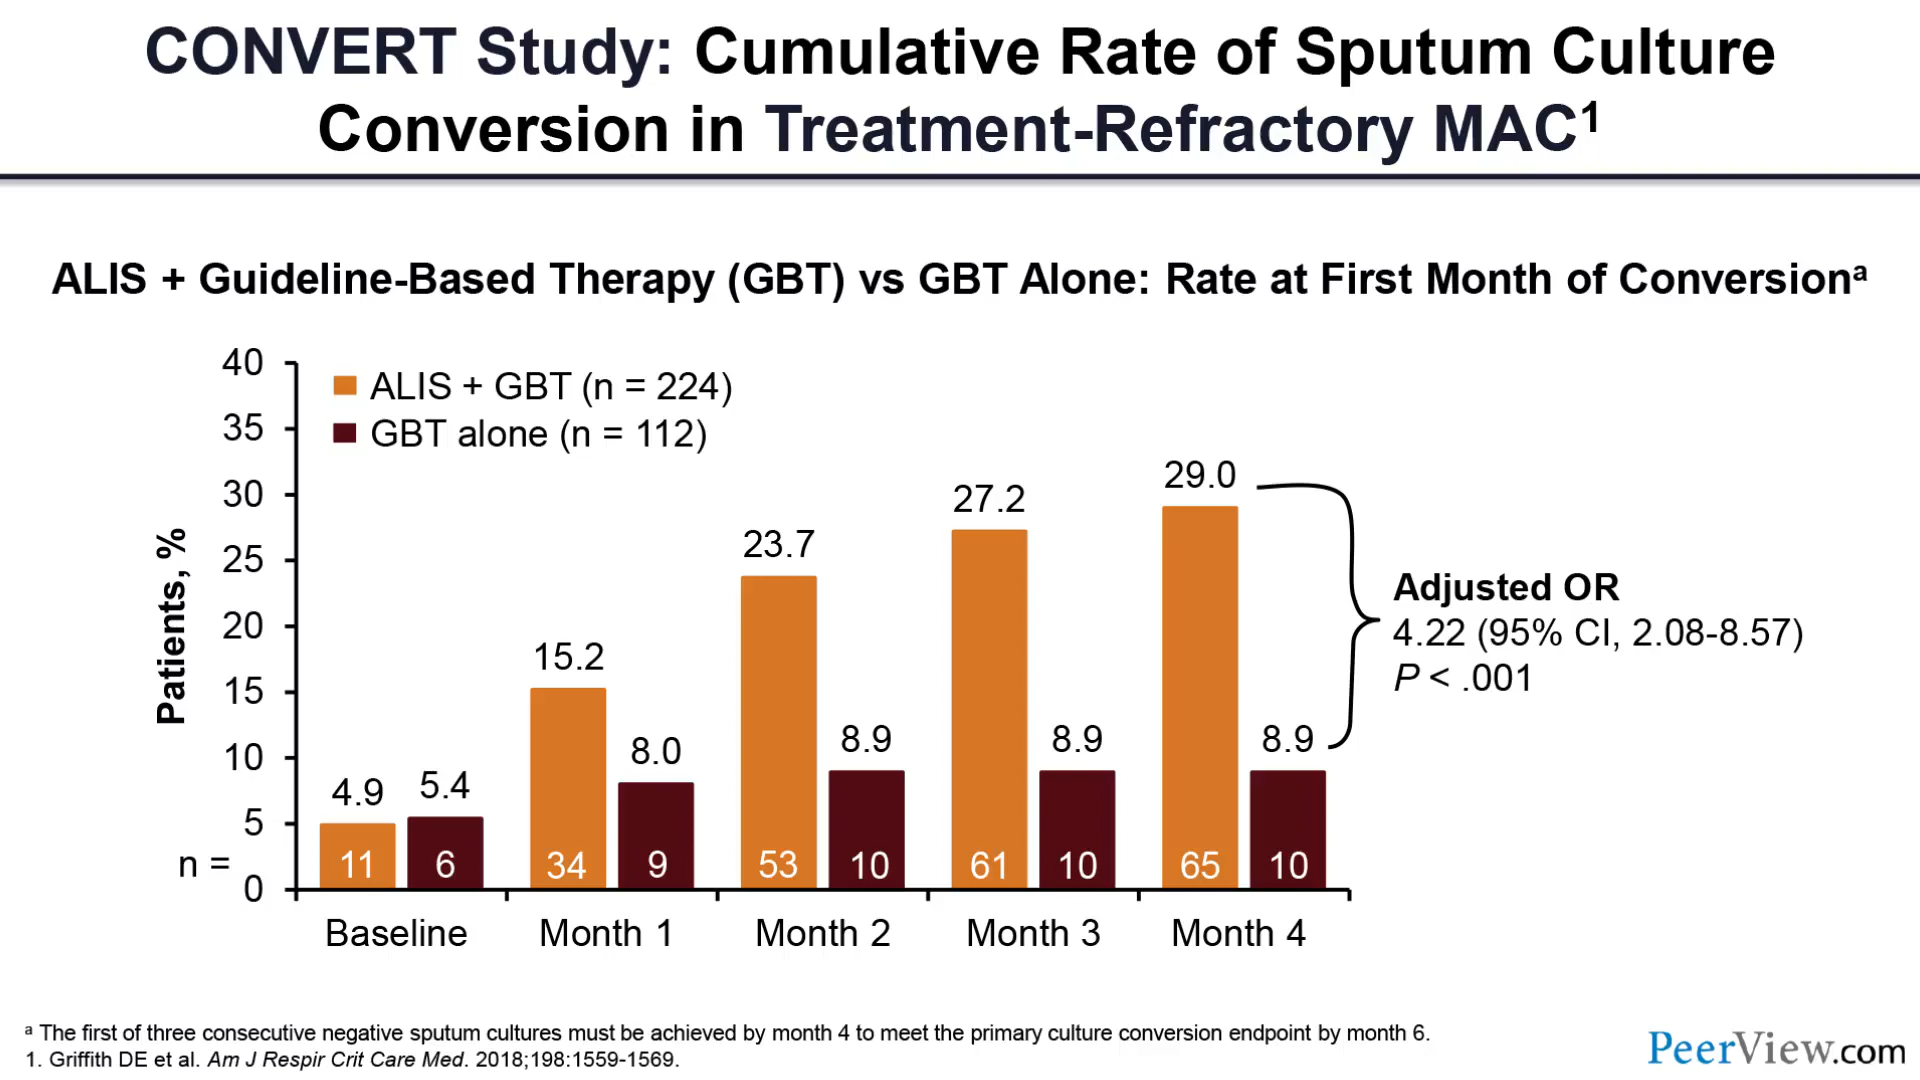 CONVERT Study: Cumulative Rate of Sputum Culture
Conversion in Treatment-Refractory MAC¹
ALIS + Guideline-Based Therapy (GBT) vs GBT Alone: Rate at First Month of Conversionᵃ
40
35
30
25
20
15
10
5
0
Patients, %
n =
ALIS + GBT (n = 224)
GBT alone (n = 112)
4.9
5.4
15.2
8.0
23.7
8.9
27.2
8.9
29.0
8.9
11
6
34
9
53
10
61
10
65
10
Baseline
Month 1
Month 2
Month 3
Month 4
Adjusted OR
4.22 (95% CI, 2.08-8.57)
P < .001
ᵃ The first of three consecutive negative sputum cultures must be achieved by month 4 to meet the primary culture conversion endpoint by month 6.
1. Griffith DE et al. Am J Respir Crit Care Med. 2018;198:1559-1569.
PeerView.com